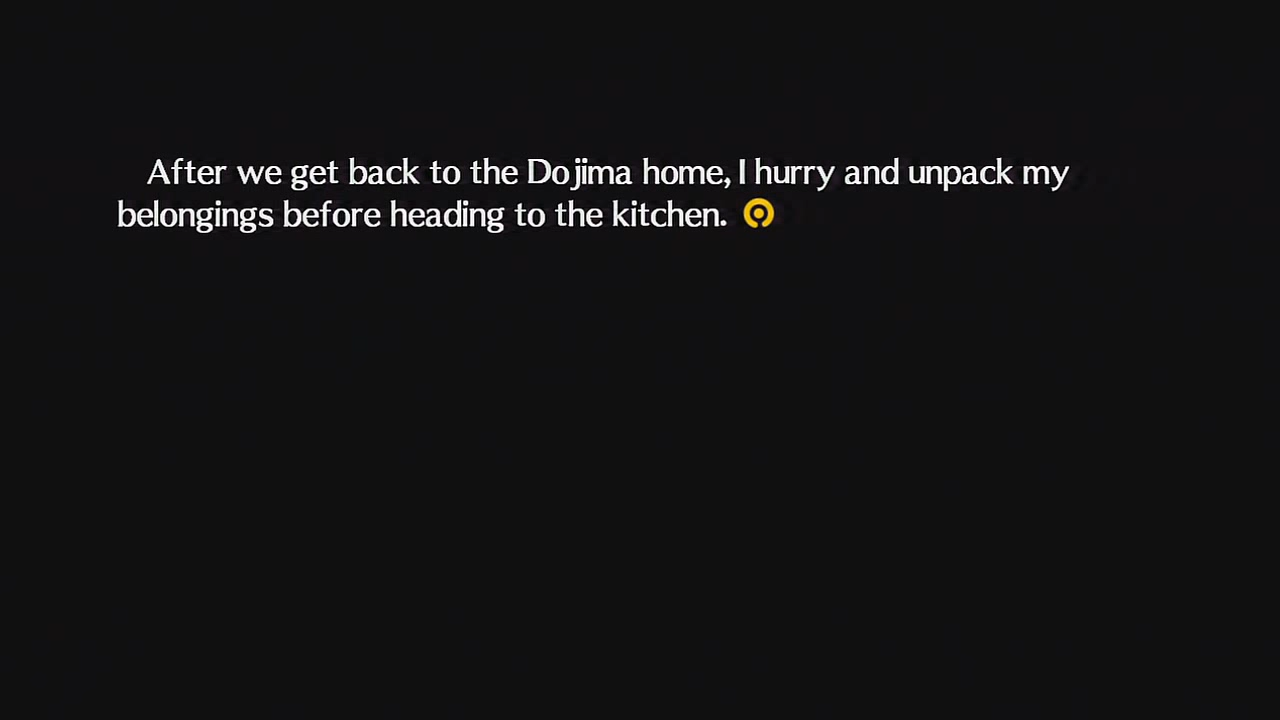 After we get back to the Dojima home, I hurry and unpack my
belongings before heading to the kitchen.